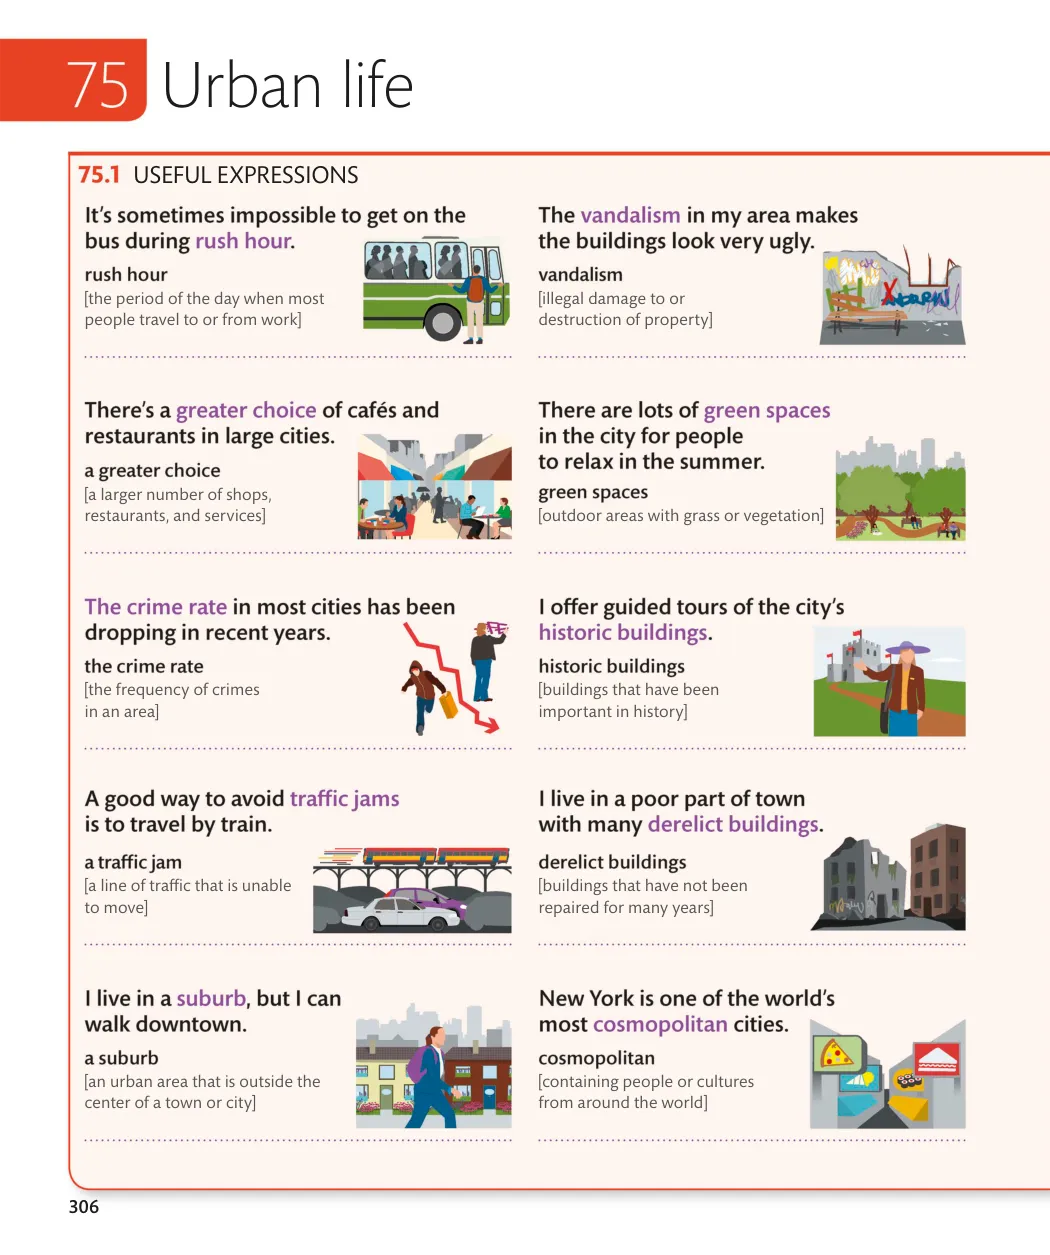 75 Urban life
75.1 USEFUL EXPRESSIONS
It's sometimes impossible to get on the
bus during rush hour.
rush hour
[the period of the day when most
people travel to or from work]
The vandalism in my area makes
the buildings look very ugly.
vandalism
[illegal damage to or
destruction of property]
There's a greater choice of cafés and
restaurants in large cities.
a greater choice
[a larger number of shops,
restaurants, and services]
There are lots of green spaces
in the city for people
to relax in the summer.
green spaces
[outdoor areas with grass or vegetation]
The crime rate in most cities has been
dropping in recent years.
the crime rate
[the frequency of crimes
in an area]
I offer guided tours of the city's
historic buildings.
historic buildings
[buildings that have been
important in history]
A good way to avoid traffic jams
is to travel by train.
a traffic jam
[a line of traffic that is unable
to move]
I live in a poor part of town
with many derelict buildings.
derelict buildings
[buildings that have not been
repaired for many years]
I live in a suburb, but I can
walk downtown.
a suburb
[an urban area that is outside the
center of a town or city]
New York is one of the world's
most cosmopolitan cities.
cosmopolitan
[containing people or cultures
from around the world]
306